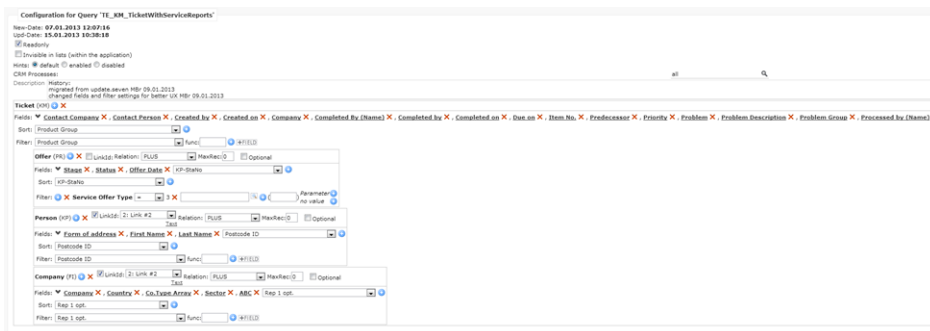 Configuration for Query 'TE_KM_TicketWithServiceReports'
New-Date: 07.01.2013 12:07:16
Upd-Date: 15.01.2013 10:38:18
Readonly
Invisible in lists (within the application)
Hints: default enabled disabled
CRM Processes: all
Description History:
migrated from update.seven MBr 09.01.2013
changed fields and filter settings for better UX MBr 09.01.2013
Ticket (KM)
Fields: Contact Company X , Contact Person X , Created by X , Created on X , Company X , Completed By (Name) X , Completed by X , Completed on X , Due on X , Item No. X , Predecessor X , Priority X , Problem X , Problem Description X , Problem Group X , Processed by (Name)
Sort: Product Group
Filter: Product Group func: +FIELD
Offer (PR) X LinkId: Relation: PLUS MaxRec: 0 Optional
Fields: Stage X , Status X , Offer Date X KP-StaNo
Sort: KP-StaNo
Filter: X Service Offer Type = 3 X ( ) Parameter
no value
Person (KP) X LinkId: 2: Link #2 Relation: PLUS MaxRec: 0 Optional
Text
Fields: Form of address X , First Name X , Last Name X Postcode ID
Sort: Postcode ID
Filter: Postcode ID func: +FIELD
Company (FI) X LinkId: 2: Link #2 Relation: PLUS MaxRec: 0 Optional
Text
Fields: Company X , Country X , Co.Type Array X , Sector X , ABC X Rep 1 opt.
Sort: Rep 1 opt.
Filter: Rep 1 opt. func: +FIELD